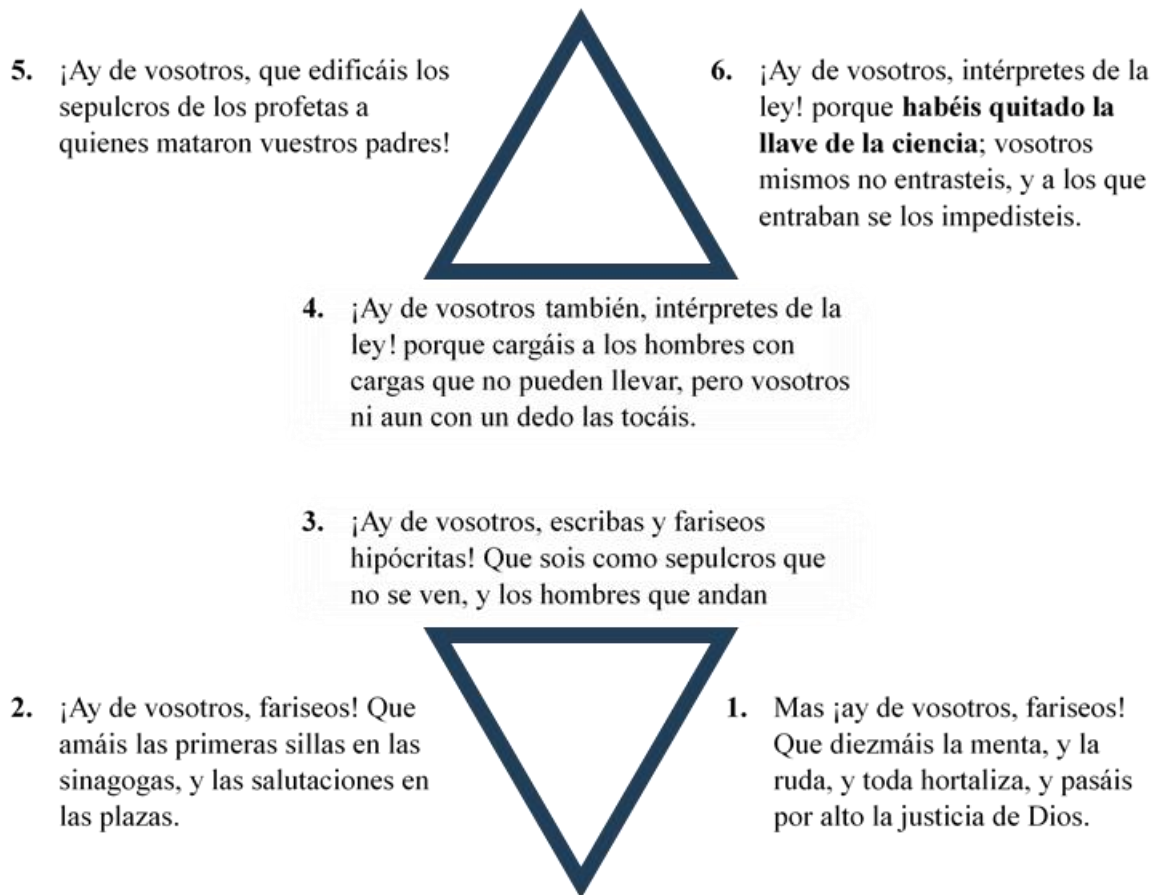 5. ¡Ay de vosotros, que edificáis los
sepulcros de los profetas a
quienes mataron vuestros padres!
6. ¡Ay de vosotros, intérpretes de la
ley! porque habéis quitado la
llave de la ciencia; vosotros
mismos no entrasteis, y a los que
entraban se los impedisteis.
4. ¡Ay de vosotros también, intérpretes de la
ley! porque cargáis a los hombres con
cargas que no pueden llevar, pero vosotros
ni aun con un dedo las tocáis.
3. ¡Ay de vosotros, escribas y fariseos
hipócritas! Que sois como sepulcros que
no se ven, y los hombres que andan
2. ¡Ay de vosotros, fariseos! Que
amáis las primeras sillas en las
sinagogas, y las salutaciones en
las plazas.
1. Mas ¡ay de vosotros, fariseos!
Que diezmáis la menta, y la
ruda, y toda hortaliza, y pasáis
por alto la justicia de Dios.